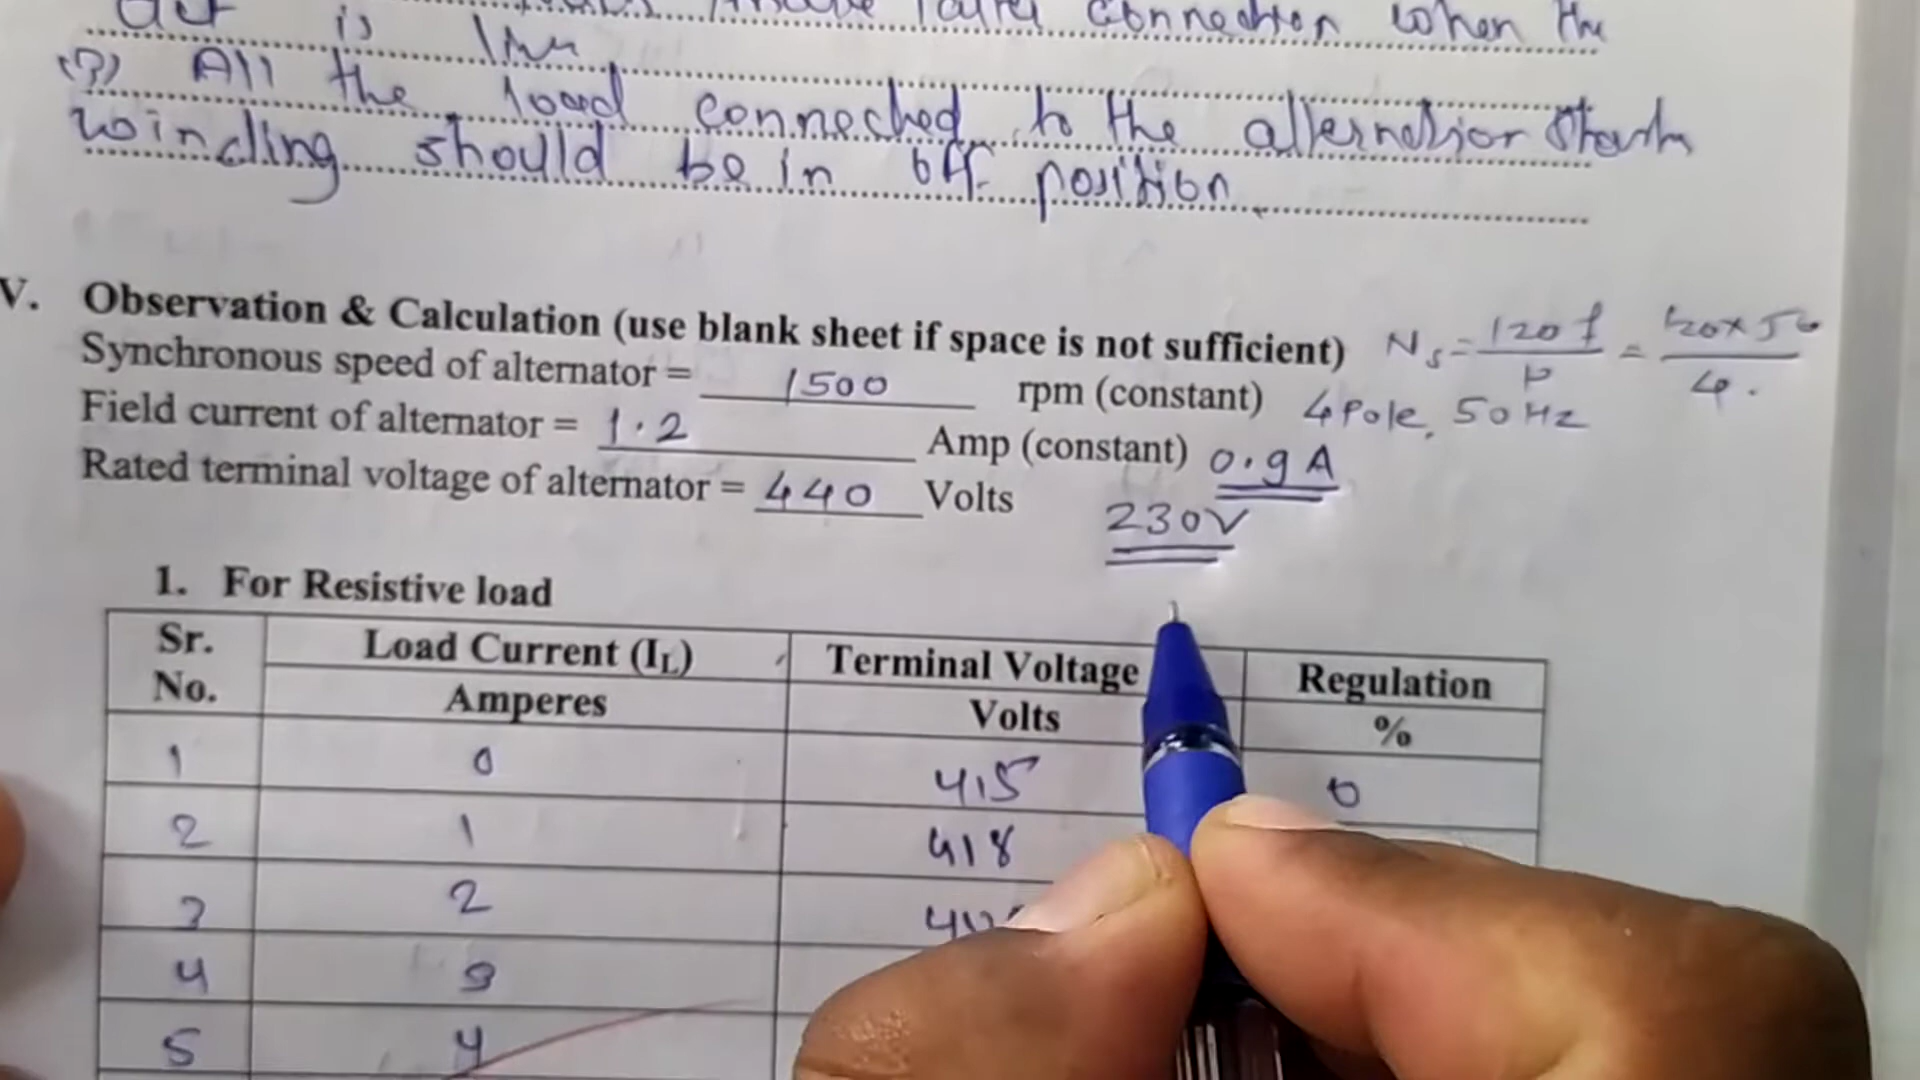 is
connection when the
(3) All the load connected to the alternator
winding should be in off position
V. Observation & Calculation (use blank sheet if space is not sufficient) Ns = 120 f / P =
Synchronous speed of alternator = 1500 rpm (constant) 4 Pole, 50 Hz
Field current of alternator = 1.2 Amp (constant) 0.9 A
Rated terminal voltage of alternator = 440 Volts 230V
1. For Resistive load
Sr. No. Load Current (IL) Terminal Voltage Regulation
Amperes Volts %
1 0 415 0
2 1 418
3 2
4 3
5 4